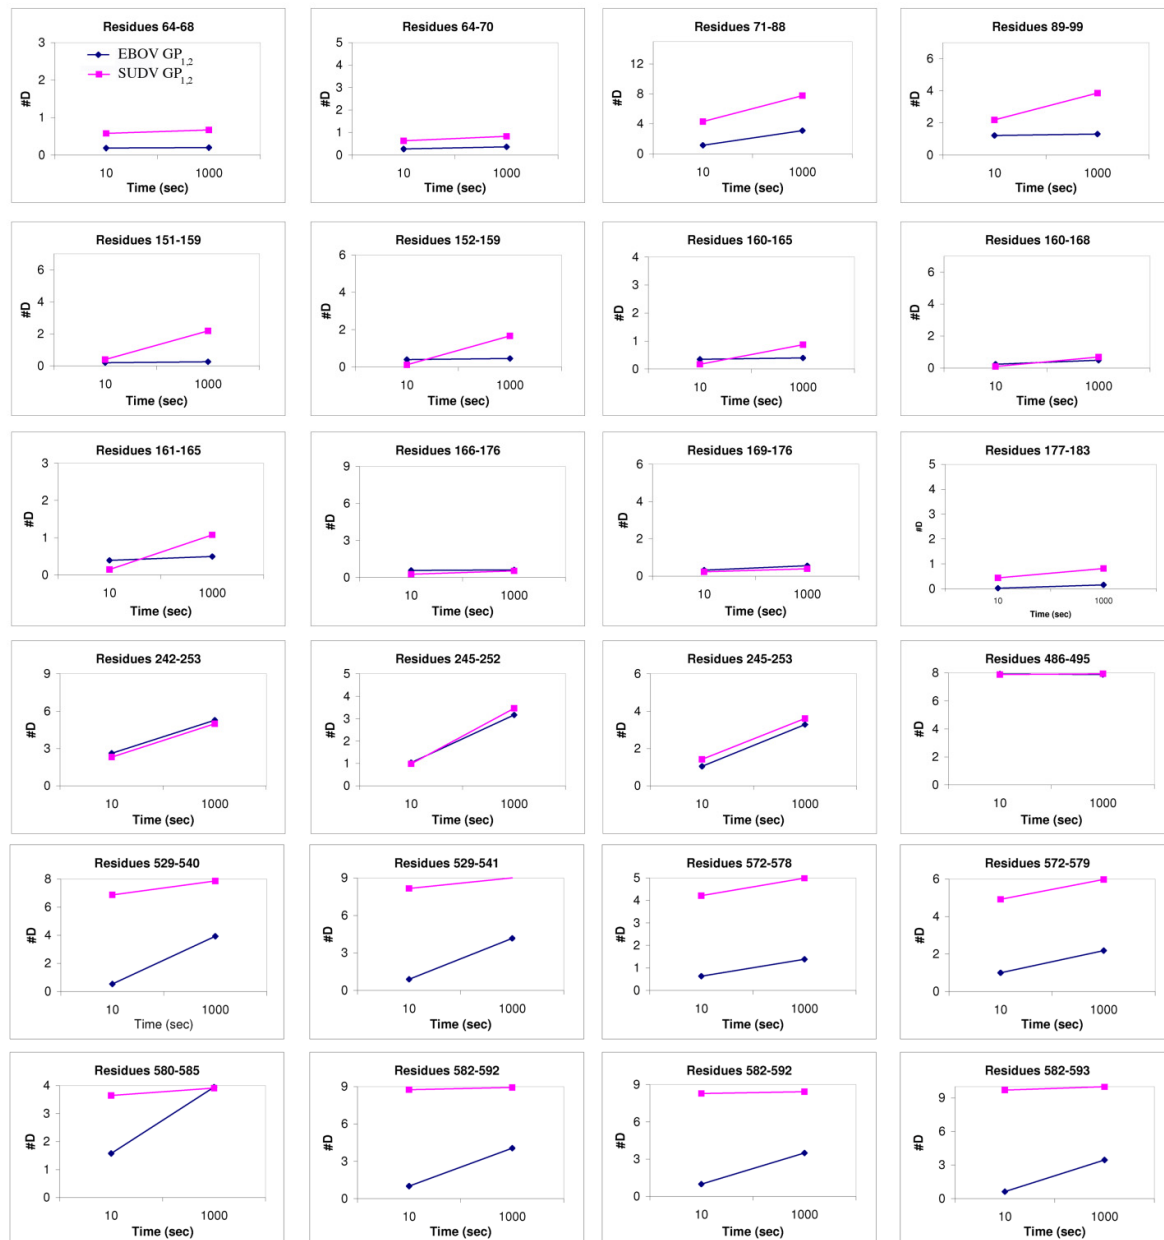 Residues 64-68
3
2
1
0
#D
EBOV GP1,2
SUDV GP1,2
10
1000
Time (sec)
Residues 64-70
5
4
3
2
1
0
#D
10
1000
Time (sec)
Residues 71-88
12
8
4
0
#D
10
1000
Time (sec)
Residues 89-99
6
4
2
0
#D
10
1000
Time (sec)
Residues 151-159
6
4
2
0
#D
10
1000
Time (sec)
Residues 152-159
6
4
2
0
#D
10
1000
Time (sec)
Residues 160-165
4
3
2
1
0
#D
10
1000
Time (sec)
Residues 160-168
6
4
2
0
#D
10
1000
Time (sec)
Residues 161-165
3
2
1
0
#D
10
1000
Time (sec)
Residues 166-176
9
6
3
0
#D
10
1000
Time (sec)
Residues 169-176
6
4
2
0
#D
10
1000
Time (sec)
Residues 177-183
5
4
3
2
1
0
#D
10
1000
Time (sec)
Residues 242-253
9
6
3
0
#D
10
1000
Time (sec)
Residues 245-252
5
4
3
2
1
0
#D
10
1000
Time (sec)
Residues 245-253
6
4
2
0
#D
10
1000
Time (sec)
Residues 486-495
8
6
4
2
0
#D
10
1000
Time (sec)
Residues 529-540
8
6
4
2
0
#D
10
1000
Time (sec)
Residues 529-541
9
6
3
0
#D
10
1000
Time (sec)
Residues 572-578
5
4
3
2
1
0
#D
10
1000
Time (sec)
Residues 572-579
6
4
2
0
#D
10
1000
Time (sec)
Residues 580-585
4
3
2
1
0
#D
10
1000
Time (sec)
Residues 582-592
9
6
3
0
#D
10
1000
Time (sec)
Residues 582-592
9
6
3
0
#D
10
1000
Time (sec)
Residues 582-593
9
6
3
0
#D
10
1000
Time (sec)